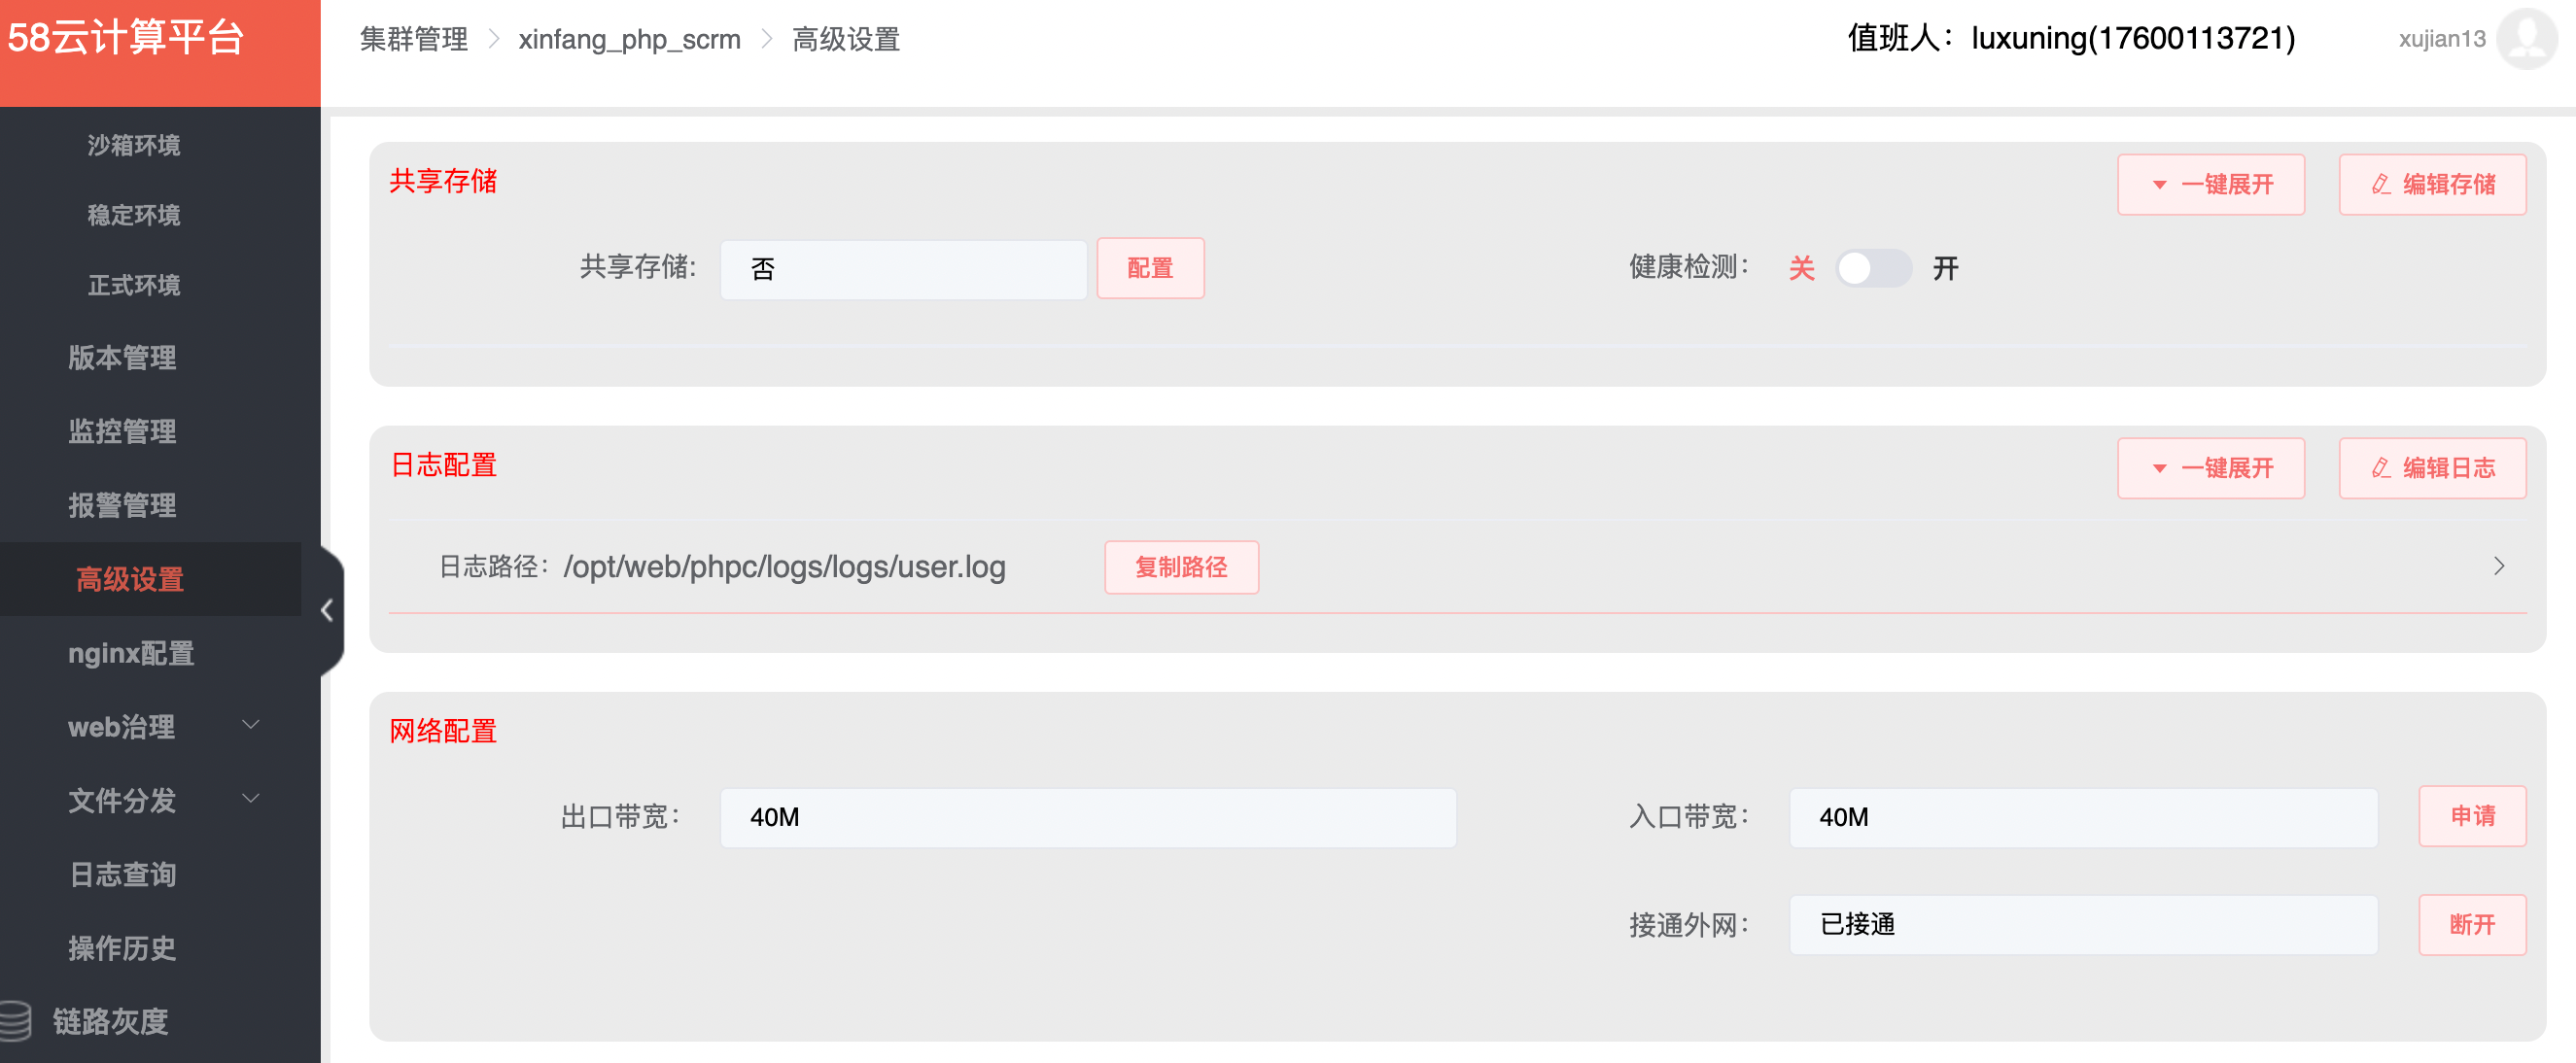 58云计算平台
集群管理 > xinfang_php_scrm > 高级设置
值班人：luxuning(17600113721)
xujian13
沙箱环境
稳定环境
正式环境
版本管理
监控管理
报警管理
高级设置
nginx配置
web治理
文件分发
日志查询
操作历史
链路灰度
共享存储
一键展开
编辑存储
共享存储:
否
配置
健康检测：
关
开
日志配置
一键展开
编辑日志
日志路径：/opt/web/phpc/logs/logs/user.log
复制路径
网络配置
出口带宽：
40M
入口带宽：
40M
申请
接通外网：
已接通
断开